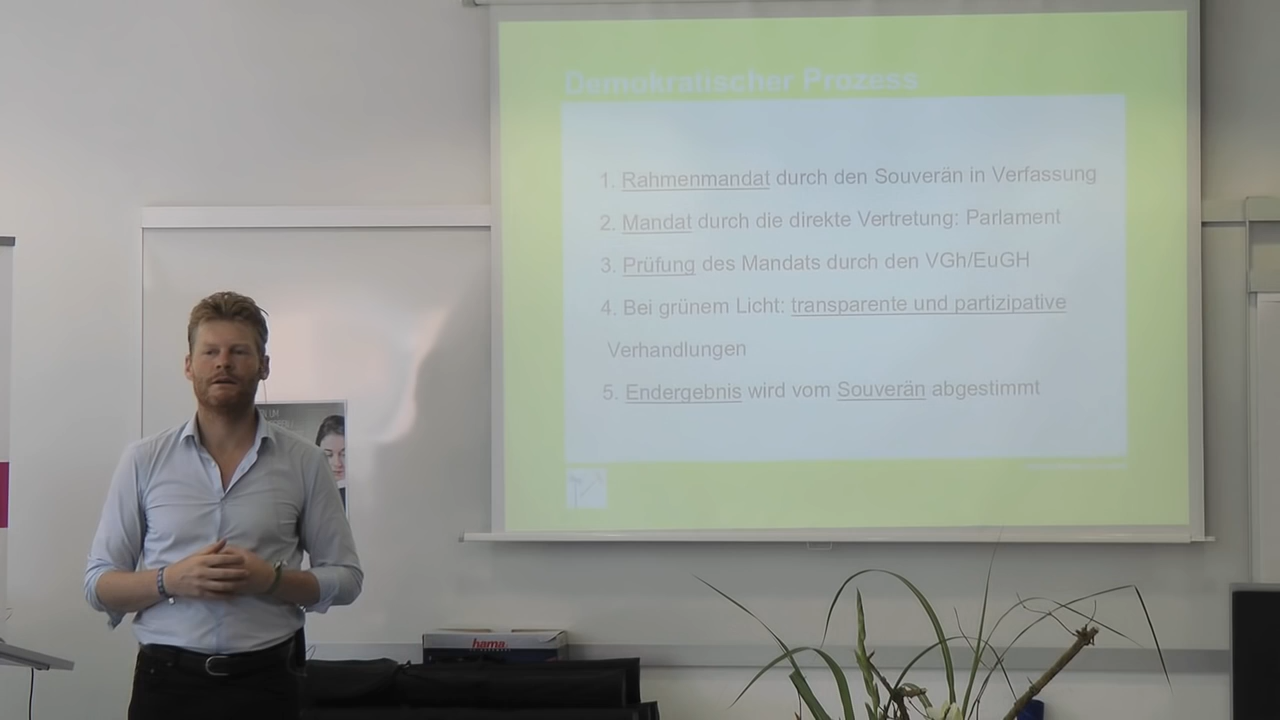 Demokratischer Prozess
1. Rahmenmandat durch den Souverän in Verfassung
2. Mandat durch die direkte Vertretung: Parlament
3. Prüfung des Mandats durch den VGh/EuGH
4. Bei grünem Licht: transparente und partizipative
Verhandlungen
5. Endergebnis wird vom Souverän abgestimmt
hama